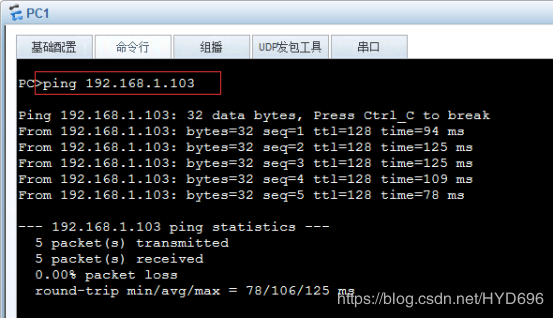 PC1
基础配置 命令行 组播 UDP发包工具 串口
PC>ping 192.168.1.103
Ping 192.168.1.103: 32 data bytes, Press Ctrl_C to break
From 192.168.1.103: bytes=32 seq=1 ttl=128 time=94 ms
From 192.168.1.103: bytes=32 seq=2 ttl=128 time=125 ms
From 192.168.1.103: bytes=32 seq=3 ttl=128 time=125 ms
From 192.168.1.103: bytes=32 seq=4 ttl=128 time=109 ms
From 192.168.1.103: bytes=32 seq=5 ttl=128 time=78 ms
--- 192.168.1.103 ping statistics ---
5 packet(s) transmitted
5 packet(s) received
0.00% packet loss
round-trip min/avg/max = 78/106/125 ms
https://blog.csdn.net/HYD696